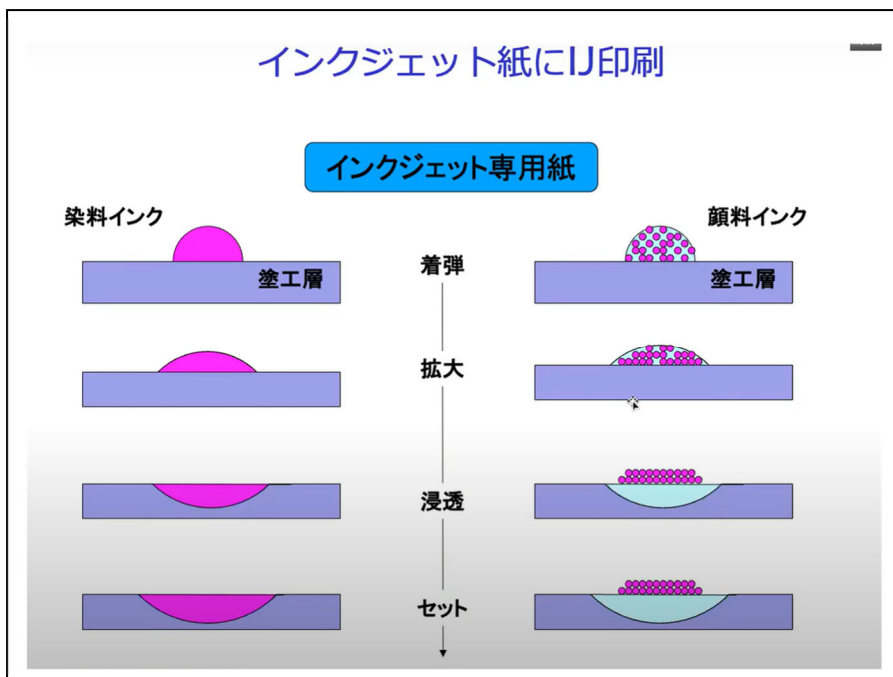 インクジェット紙にIJ印刷
インクジェット専用紙
染料インク
顔料インク
着弾
塗工層
塗工層
拡大
浸透
セット